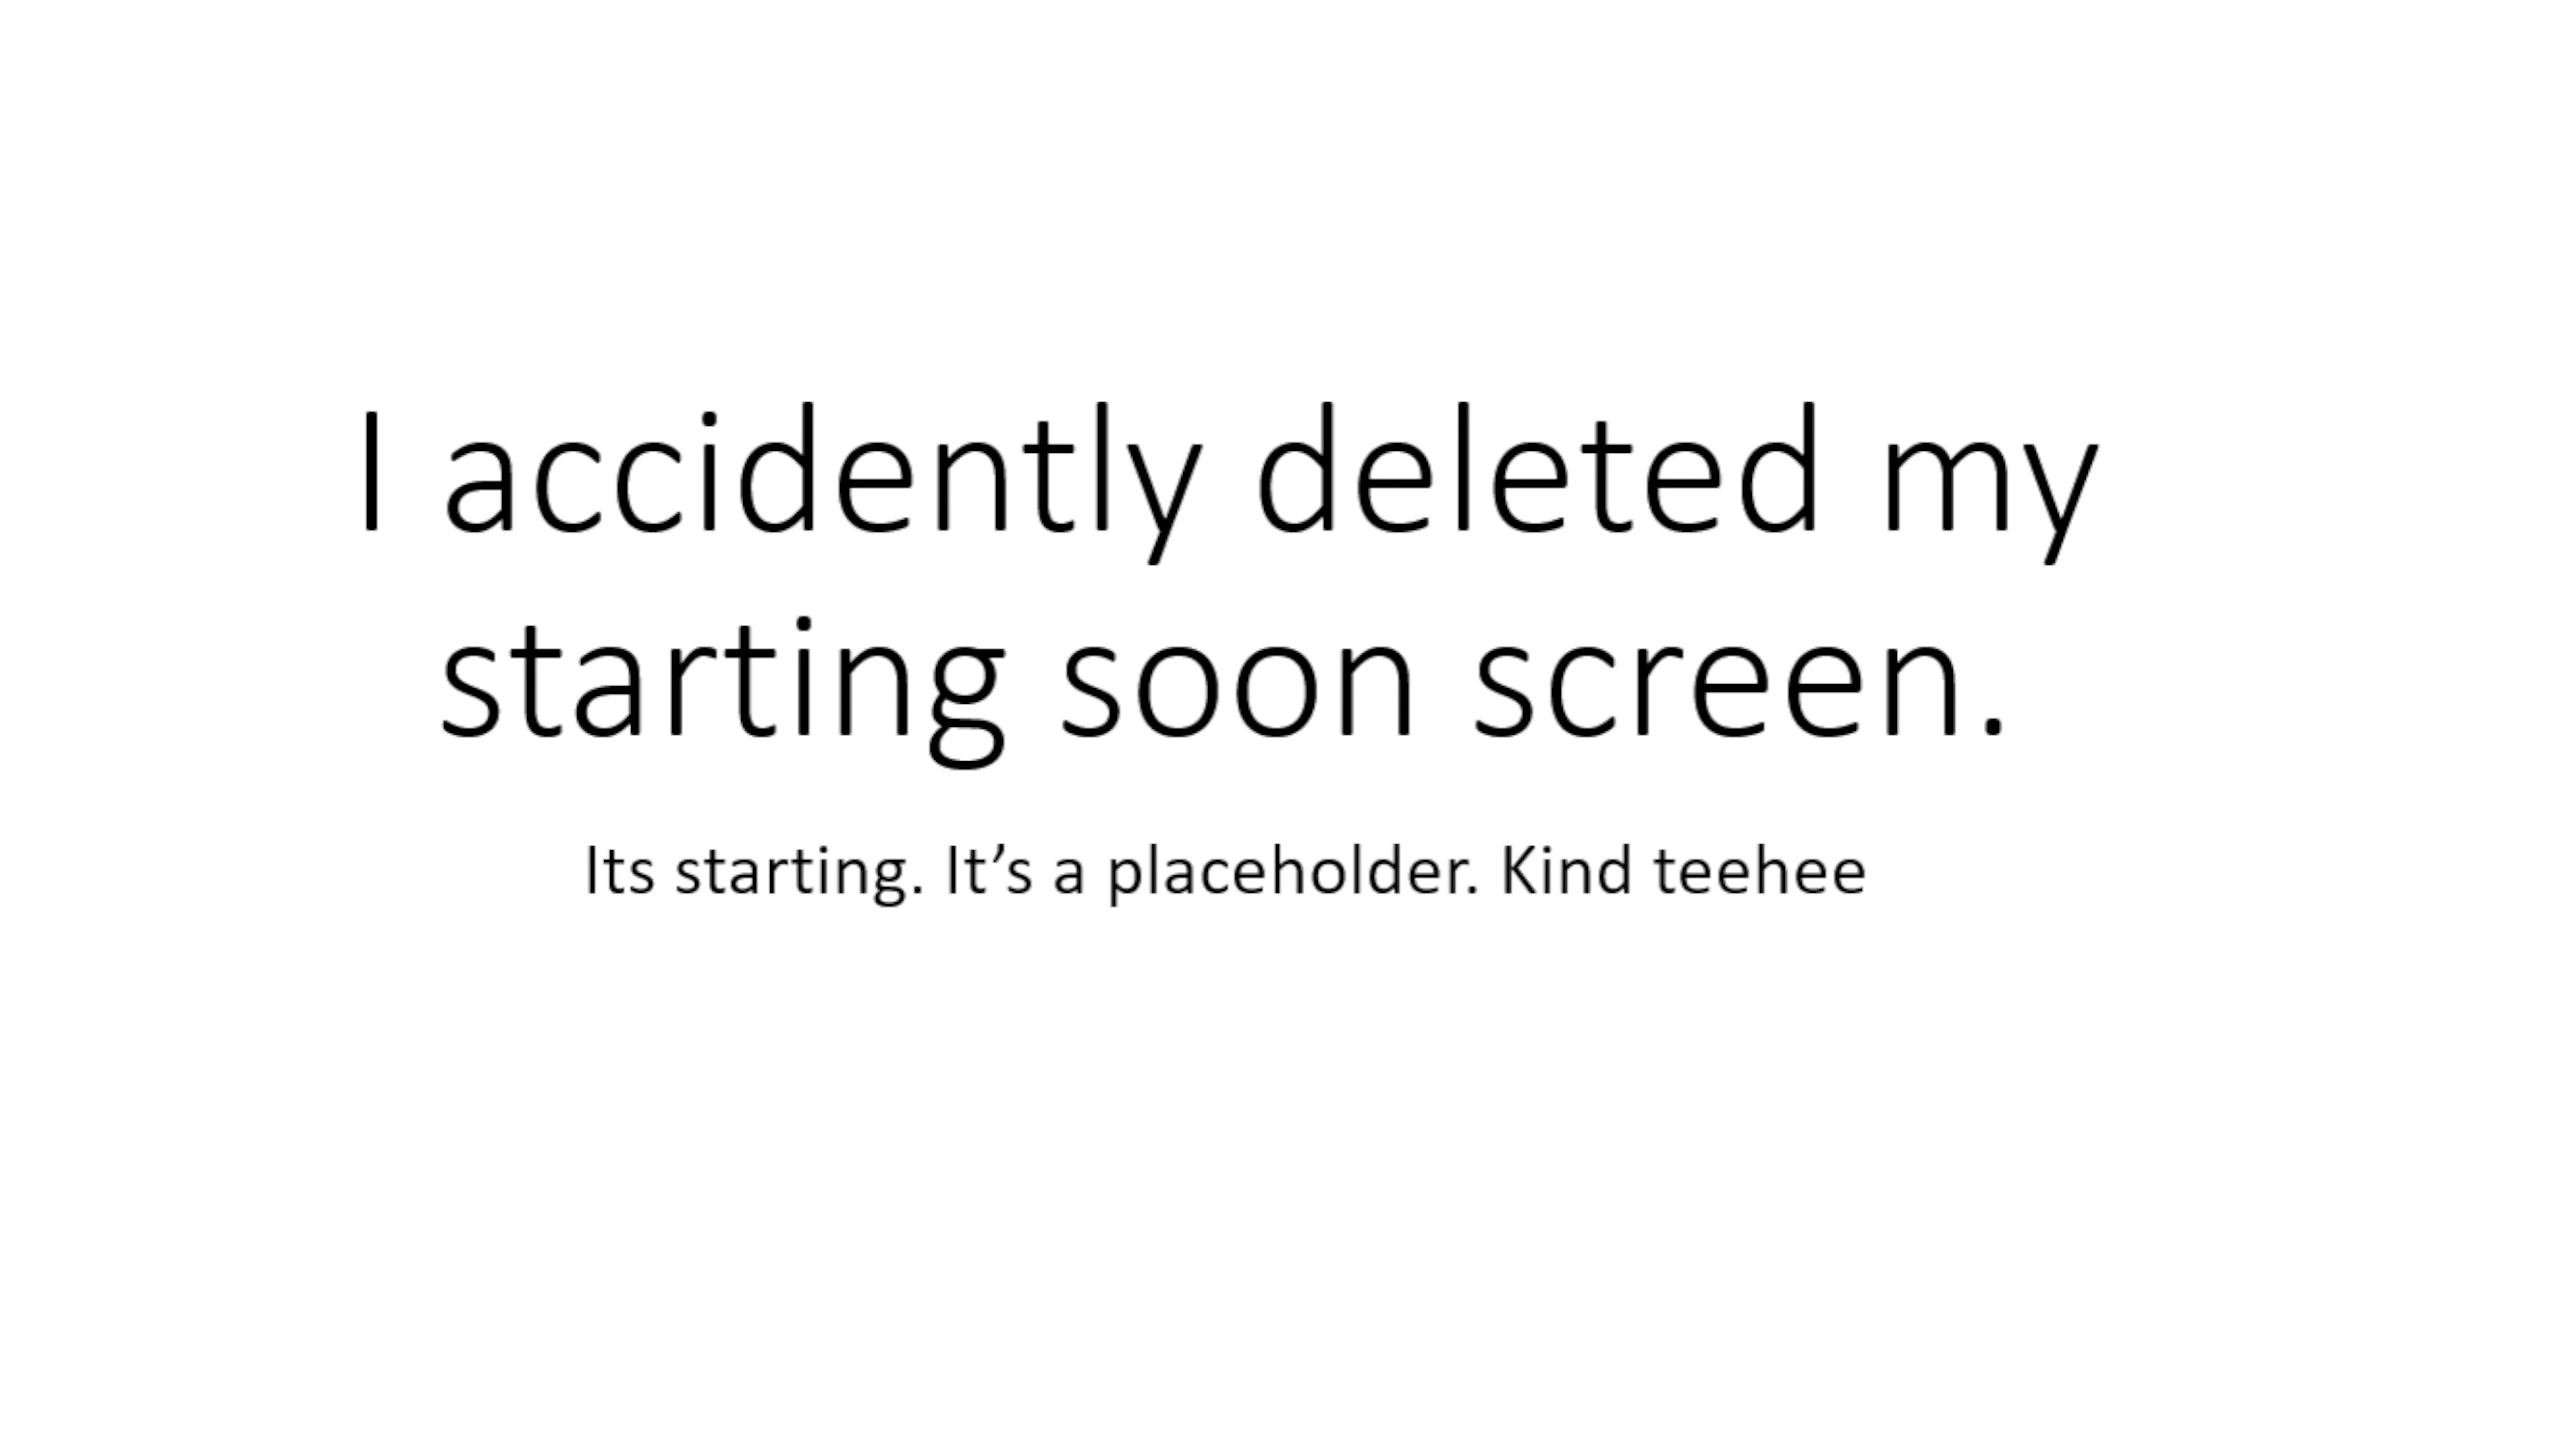 I accidently deleted my
starting soon screen.
Its starting. It’s a placeholder. Kind teehee